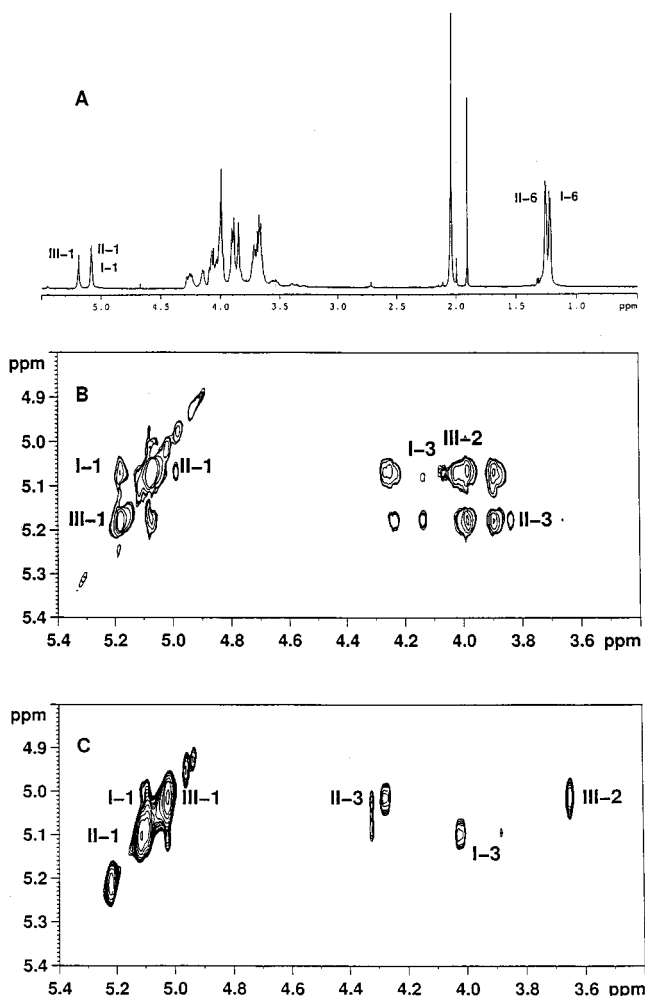 A
III-1
II-1
I-1
II-6
I-6
5.0 4.5 4.0 3.5 3.0 2.5 2.0 1.5 1.0 ppm
ppm
B
4.9
5.0
5.1
5.2
5.3
5.4
I-1
II-1
III-1
I-3
III-2
II-3
5.4 5.2 5.0 4.8 4.6 4.4 4.2 4.0 3.8 3.6 ppm
ppm
C
4.9
5.0
5.1
5.2
5.3
5.4
I-1
III-1
II-1
II-3
III-2
I-3
5.4 5.2 5.0 4.8 4.6 4.4 4.2 4.0 3.8 3.6 ppm